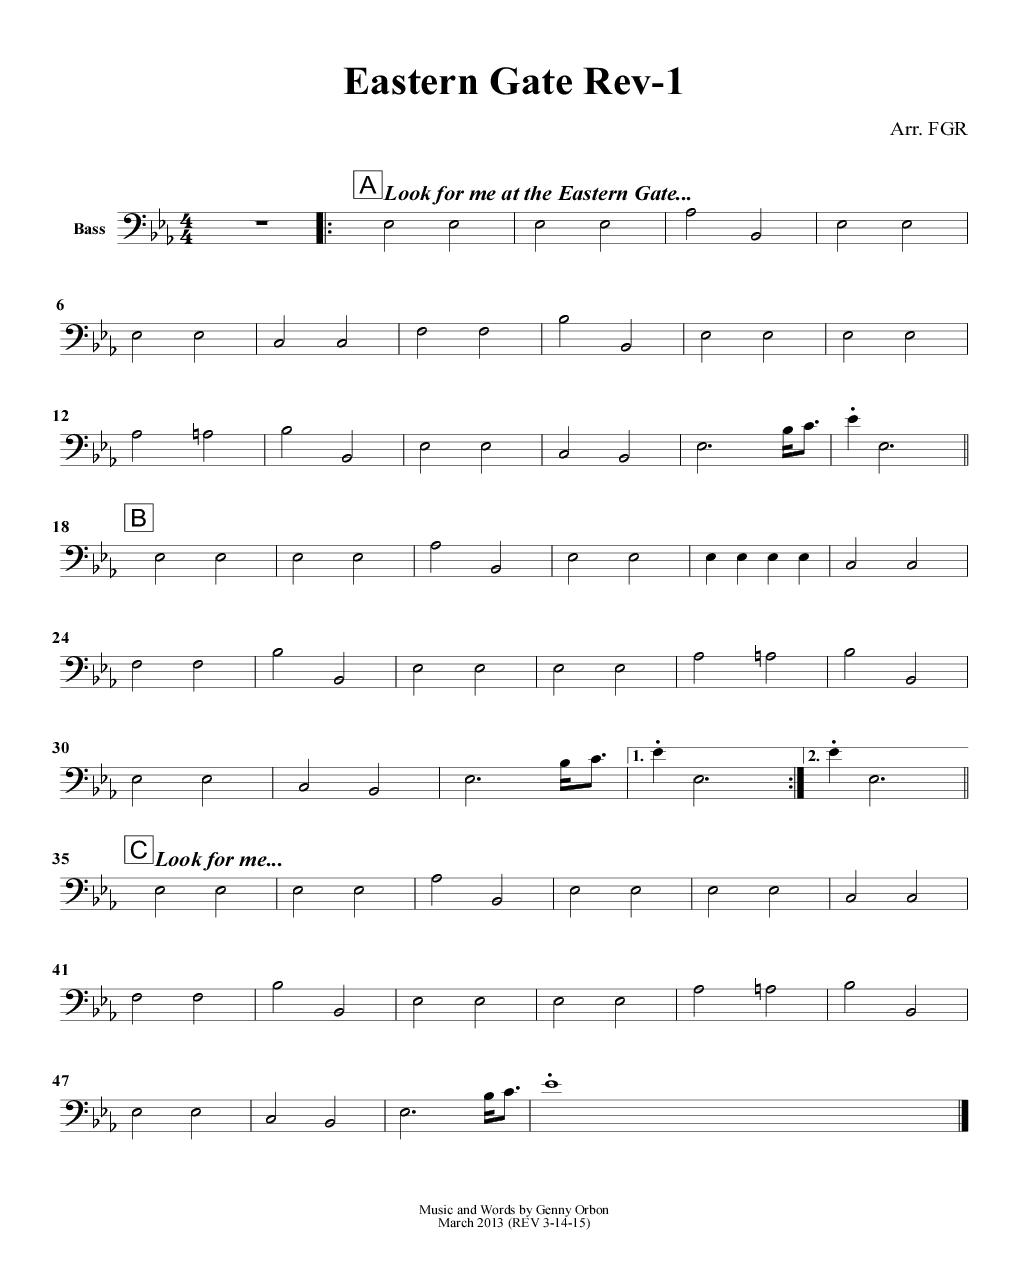 Eastern Gate Rev-1
Arr. FGR
A
Look for me at the Eastern Gate...
Bass
4
4
6
12
B
18
24
30
1.
2.
C
Look for me...
35
41
47
Music and Words by Genny Orbon
March 2013 (REV 3-14-15)